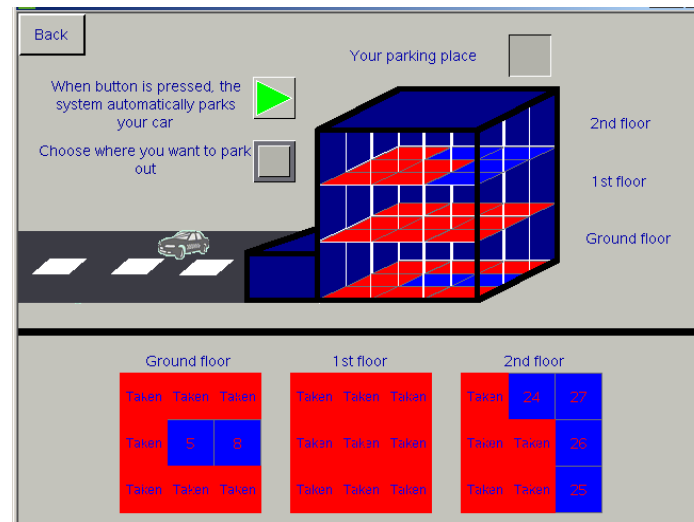 Back
Your parking place
When button is pressed, the
system automatically parks
your car
Choose where you want to park
out
2nd floor
1st floor
Ground floor
Ground floor
1st floor
2nd floor
Taken Taken Taken
Taken Taken Taken
Taken 24 27
Taken 5 8
Taken Taken Taken
Taken Taken 26
Taken Taken Taken
Taken Taken Taken
Taken Taken 25